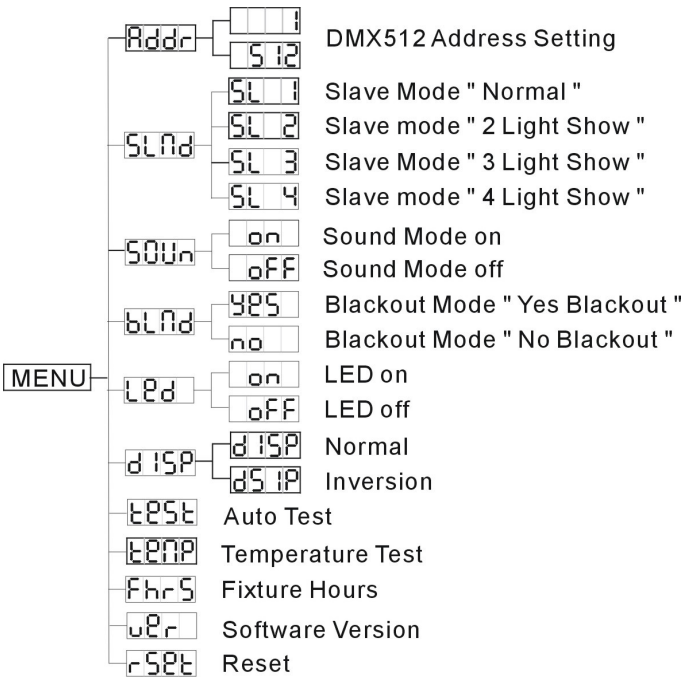 MENU
Addr
1
512
DMX512 Address Setting
SLMd
SL 1 Slave Mode " Normal "
SL 2 Slave mode " 2 Light Show "
SL 3 Slave Mode " 3 Light Show "
SL 4 Slave mode " 4 Light Show "
SOUn
on Sound Mode on
oFF Sound Mode off
bLMd
yes Blackout Mode " Yes Blackout "
no Blackout Mode " No Blackout "
Led
on LED on
oFF LED off
dISP
dISP Normal
dSIP Inversion
teSt Auto Test
teMP Temperature Test
FhrS Fixture Hours
ver Software Version
rSet Reset